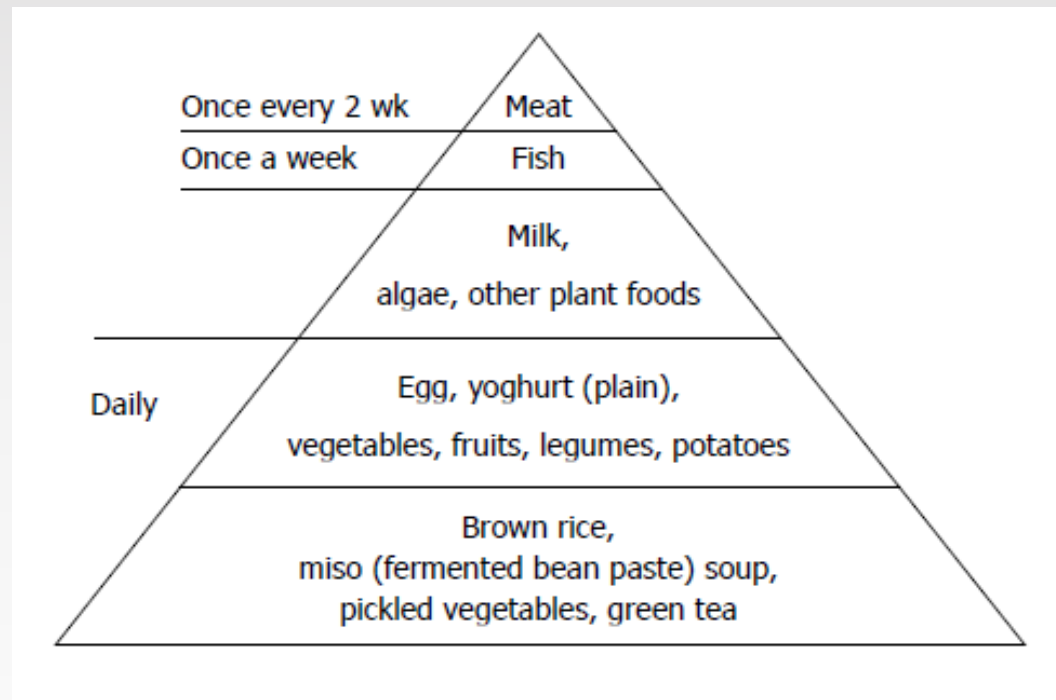 Once every 2 wk
Meat
Once a week
Fish
Milk,
algae, other plant foods
Daily
Egg, yoghurt (plain),
vegetables, fruits, legumes, potatoes
Brown rice,
miso (fermented bean paste) soup,
pickled vegetables, green tea